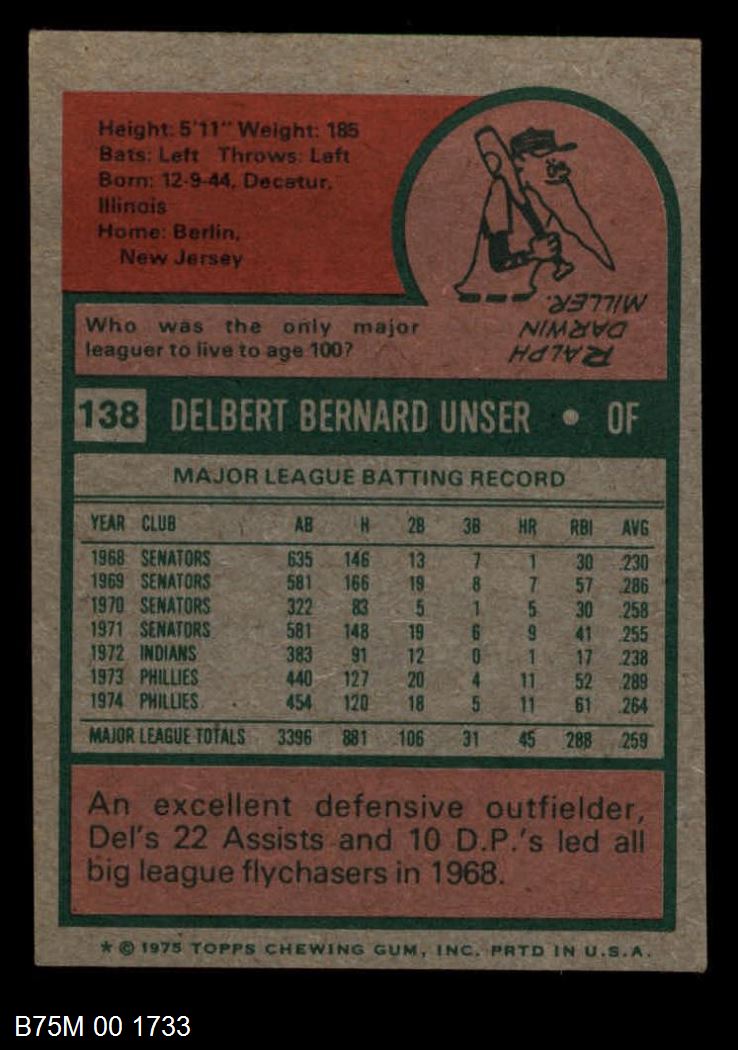 Height: 5'11" Weight: 185
Bats: Left Throws: Left
Born: 12-9-44, Decatur,
Illinois
Home: Berlin,
New Jersey
Who was the only major
leaguer to live to age 100?
RALPH
DARWIN
MILLER.
138 DELBERT BERNARD UNSER • OF
MAJOR LEAGUE BATTING RECORD
YEAR CLUB AB H 2B 3B HR RBI AVG
1968 SENATORS 635 146 13 7 1 30 .230
1969 SENATORS 581 166 19 8 7 57 .286
1970 SENATORS 322 83 5 1 5 30 .258
1971 SENATORS 581 148 19 6 9 41 .255
1972 INDIANS 383 91 12 0 1 17 .238
1973 PHILLIES 440 127 20 4 11 52 .289
1974 PHILLIES 454 120 18 5 11 61 .264
MAJOR LEAGUE TOTALS 3396 881 .106 31 45 288 .259
An excellent defensive outfielder,
Del's 22 Assists and 10 D.P.'s led all
big league flychasers in 1968.
* © 1975 TOPPS CHEWING GUM, INC. PRTD IN U.S.A.
B75M 00 1733